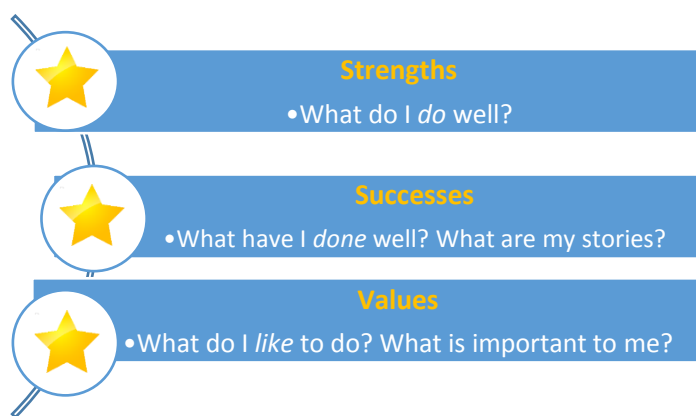 Strengths
•What do I do well?
Successes
•What have I done well? What are my stories?
Values
•What do I like to do? What is important to me?